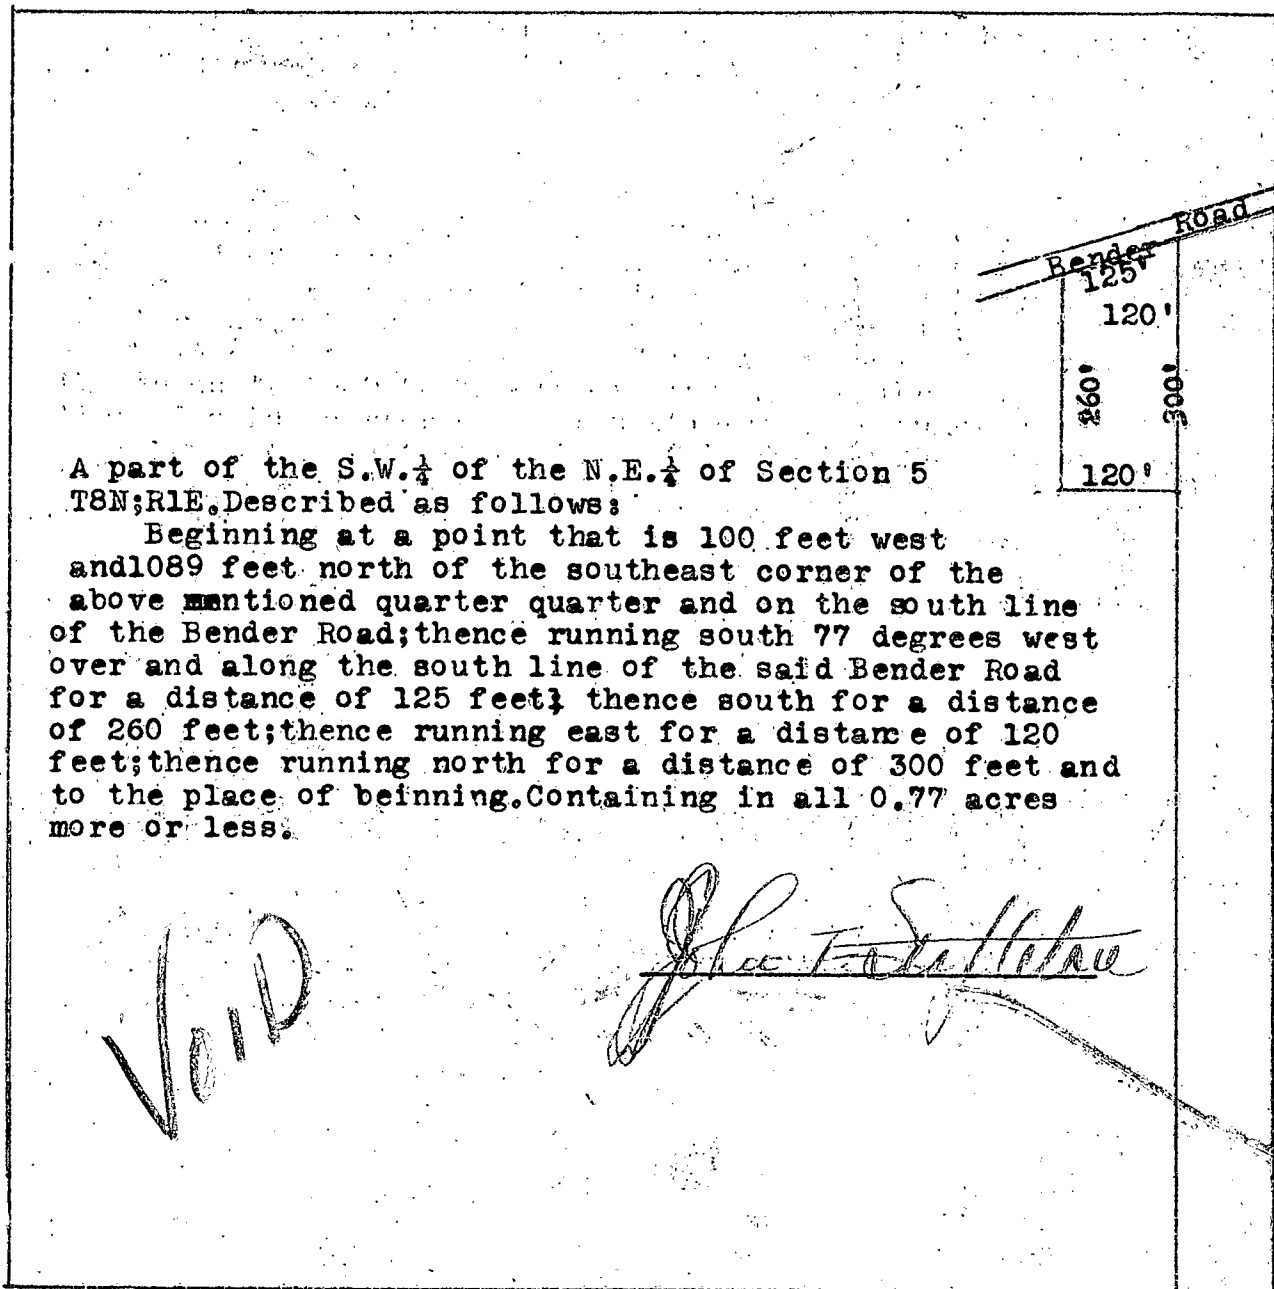 Bender Road
125'
120'
260'
300'
120'
A part of the S.W.¼ of the N.E.¼ of Section 5
T8N;R1E.Described as follows:
Beginning at a point that is 100 feet west
and1089 feet north of the southeast corner of the
above mentioned quarter quarter and on the south line
of the Bender Road;thence running south 77 degrees west
over and along the south line of the said Bender Road
for a distance of 125 feet; thence south for a distance
of 260 feet;thence running east for a distance of 120
feet;thence running north for a distance of 300 feet and
to the place of beinning.Containing in all 0.77 acres
more or less.
VOID
John T.